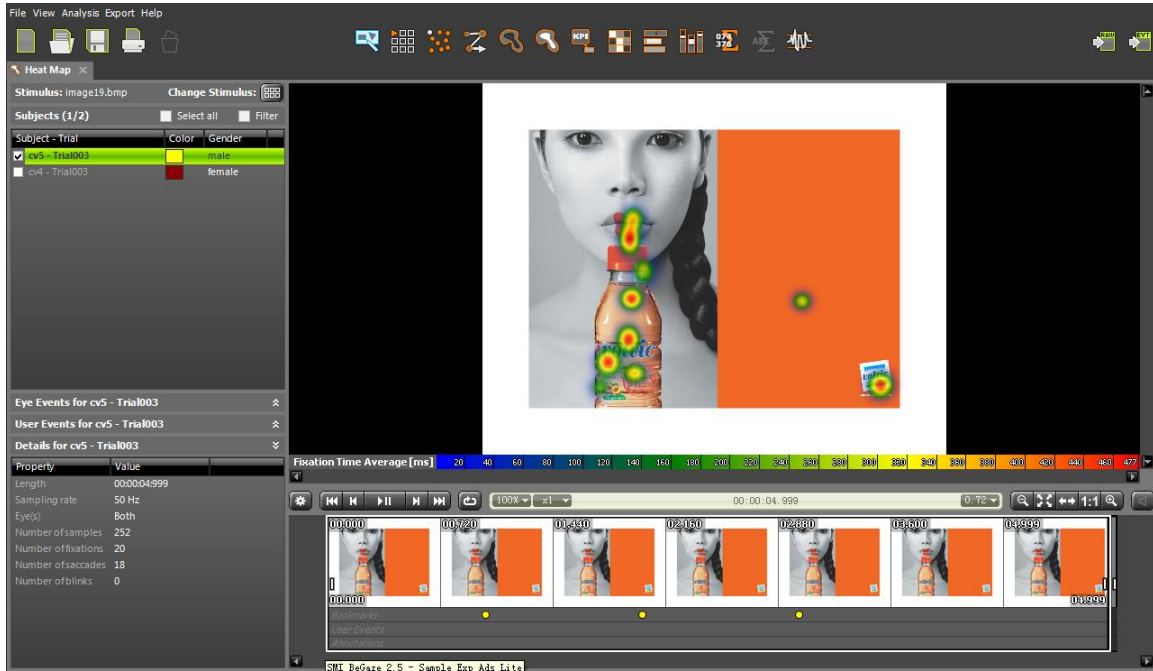 File View Analysis Export Help
KPI
Heat Map
Stimulus: image19.bmp Change Stimulus:
Subjects (1/2) Select all Filter
Subject - Trial Color Gender
cv5 - Trial003 male
cv4 - Trial003 female
volvic
volvic
Eye Events for cv5 - Trial003
User Events for cv5 - Trial003
Details for cv5 - Trial003
Property Value
Length 00:00:04:999
Sampling rate 50 Hz
Eye(s) Both
Number of samples 252
Number of fixations 20
Number of saccades 18
Number of blinks 0
Fixation Time Average [ms] 20 40 60 80 100 120 140 160 180 200 220 240 260 280 300 320 340 360 380 400 420 440 460 477
100% x1 00:00:04.999 0.72 1:1
00.000 00.720 01.440 02.160 02.880 03.600 04.999
00.000 04.999
Bookmarks
User Events
Annotations
SMI BeGaze 2.5 - Sample Exp Ads Lite